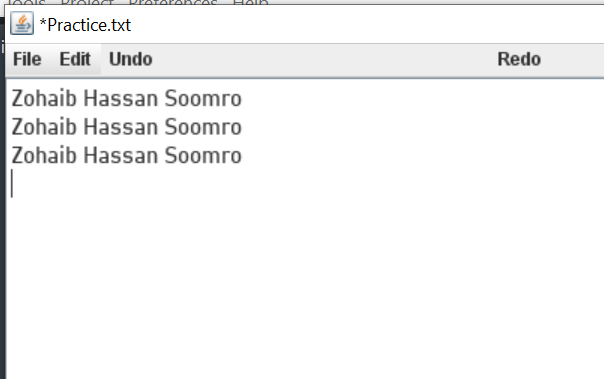 Tools Project Preferences Help
*Practice.txt
File Edit Undo Redo
Zohaib Hassan Soomro
Zohaib Hassan Soomro
Zohaib Hassan Soomro